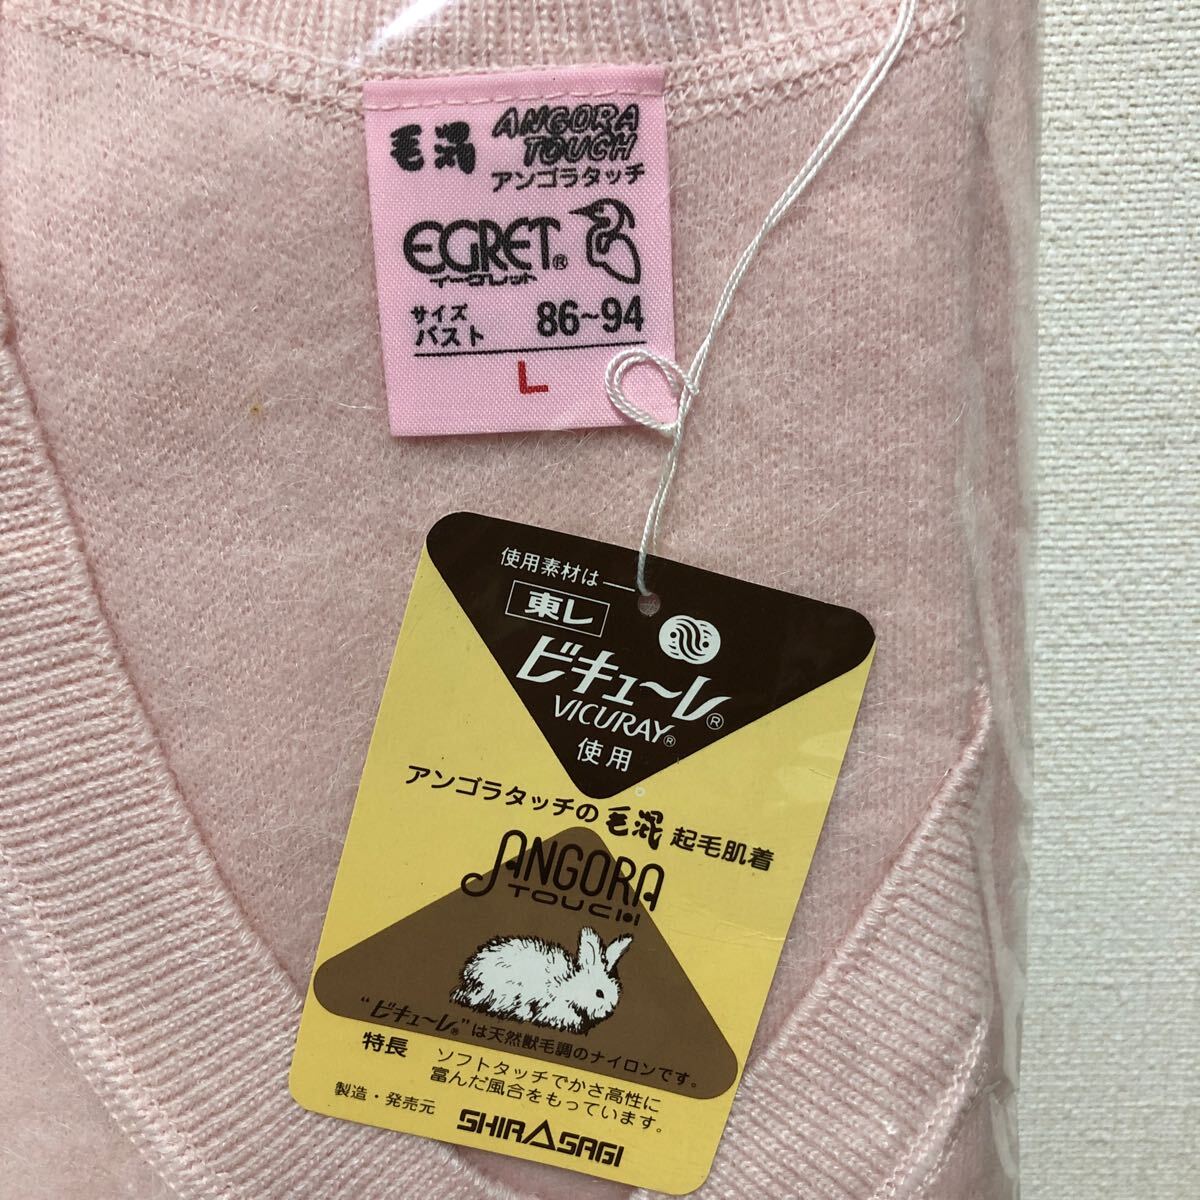 毛混 ANGORA
TOUCH
アンゴラタッチ
EGRET®
イーグレット
サイズ
バスト 86~94
L
使用素材は
東レ
ビキューレ®
VICURAY®
使用
アンゴラタッチの毛混起毛肌着
ANGORA
TOUCH
"ビキューレ®"は天然獣毛調のナイロンです。
特長 ソフトタッチでかさ高性に
富んだ風合をもっています。
製造・発売元 SHIRASAGI